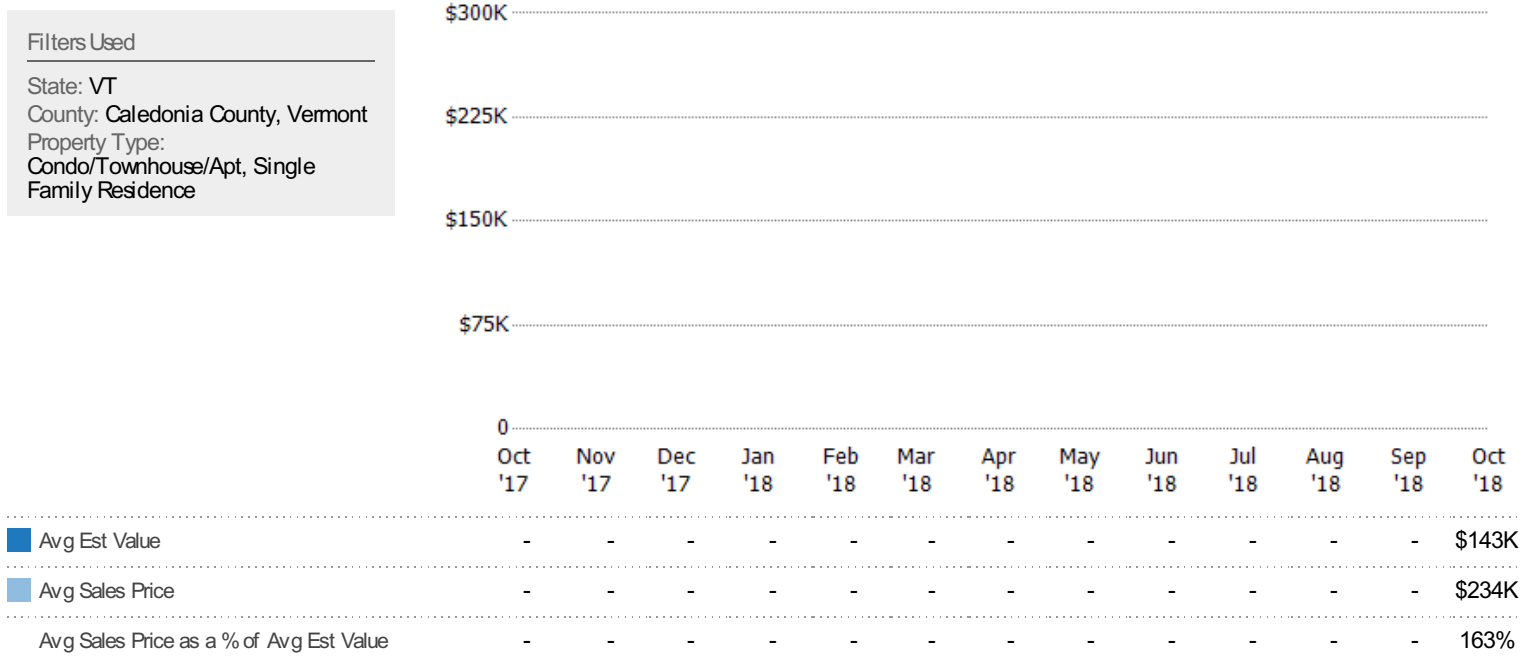 Filters Used
State: VT
County: Caledonia County, Vermont
Property Type:
Condo/Townhouse/Apt, Single
Family Residence
$300K
$225K
$150K
$75K
0
Oct Nov Dec Jan Feb Mar Apr May Jun Jul Aug Sep Oct
'17 '17 '17 '18 '18 '18 '18 '18 '18 '18 '18 '18 '18
Avg Est Value - - - - - - - - - - - - $143K
Avg Sales Price - - - - - - - - - - - - $234K
Avg Sales Price as a % of Avg Est Value - - - - - - - - - - - - 163%